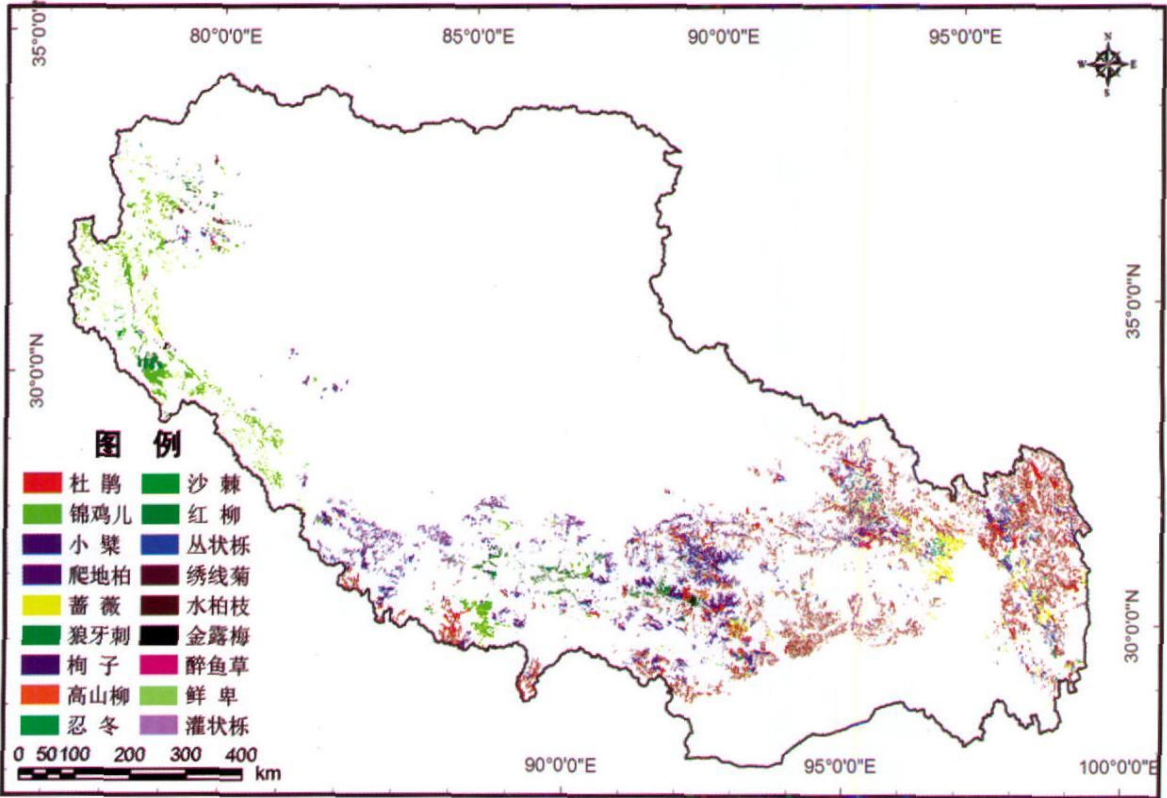 80°0'0"E 85°0'0"E 90°0'0"E 95°0'0"E
35°0'0"N
N
W E
S
35°0'0"N
30°0'0"N
图 例
杜 鹃 沙 棘
锦鸡儿 红 柳
小 檗 丛状栎
爬地柏 绣线菊
蔷 薇 水柏枝
狼牙刺 金露梅
栒 子 醉鱼草
高山柳 鲜 卑
忍 冬 灌状栎
30°0'0"N
0 50 100 200 300 400
km
90°0'0"E 95°0'0"E 100°0'0"E